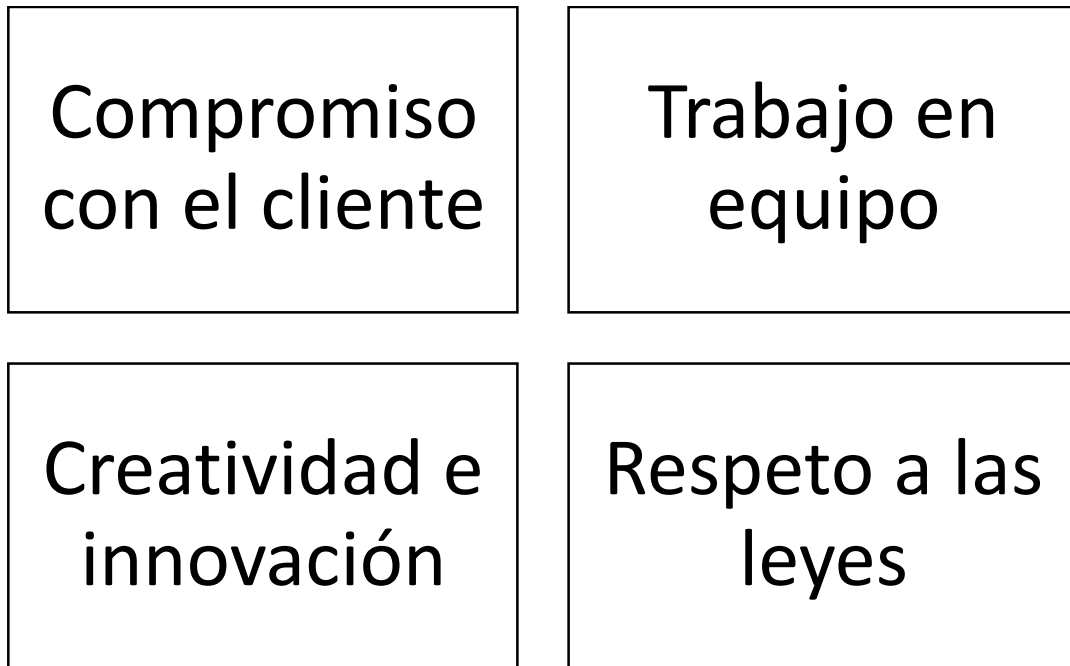 Compromiso
con el cliente
Trabajo en
equipo
Creatividad e
innovación
Respeto a las
leyes